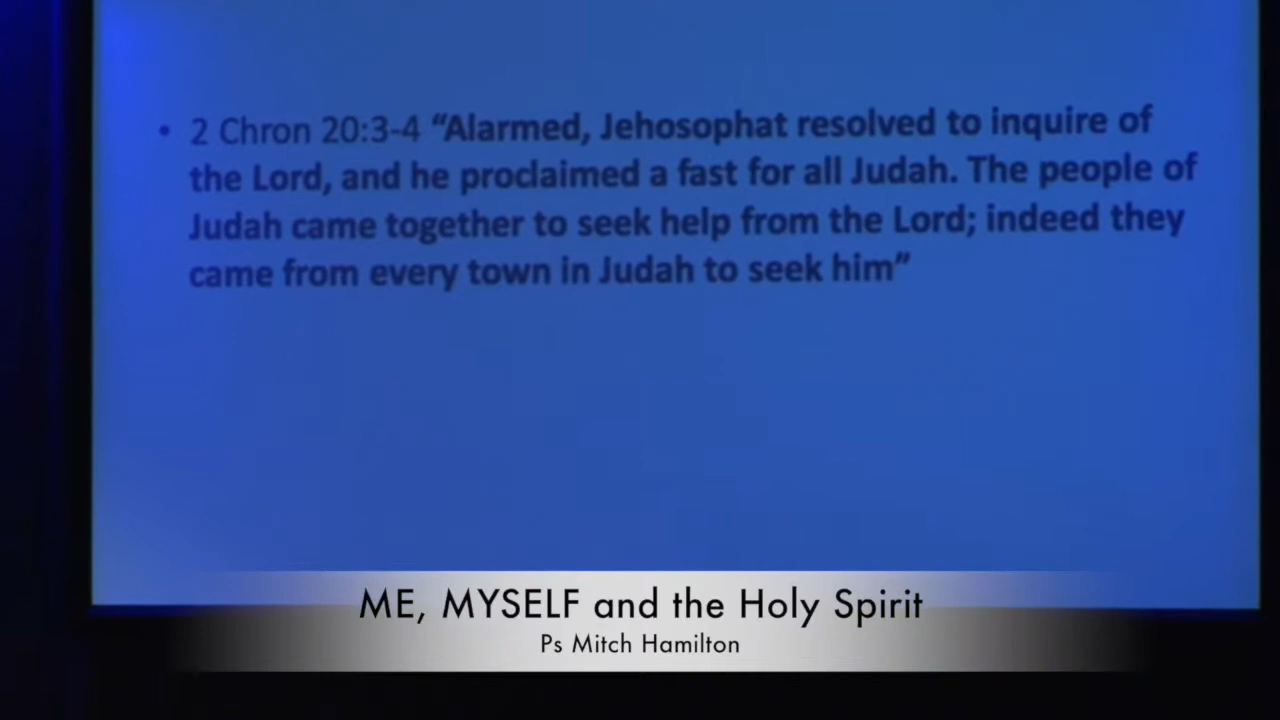 • 2 Chron 20:3-4 “Alarmed, Jehosophat resolved to inquire of
the Lord, and he proclaimed a fast for all Judah. The people of
Judah came together to seek help from the Lord; indeed they
came from every town in Judah to seek him”
ME, MYSELF and the Holy Spirit
Ps Mitch Hamilton